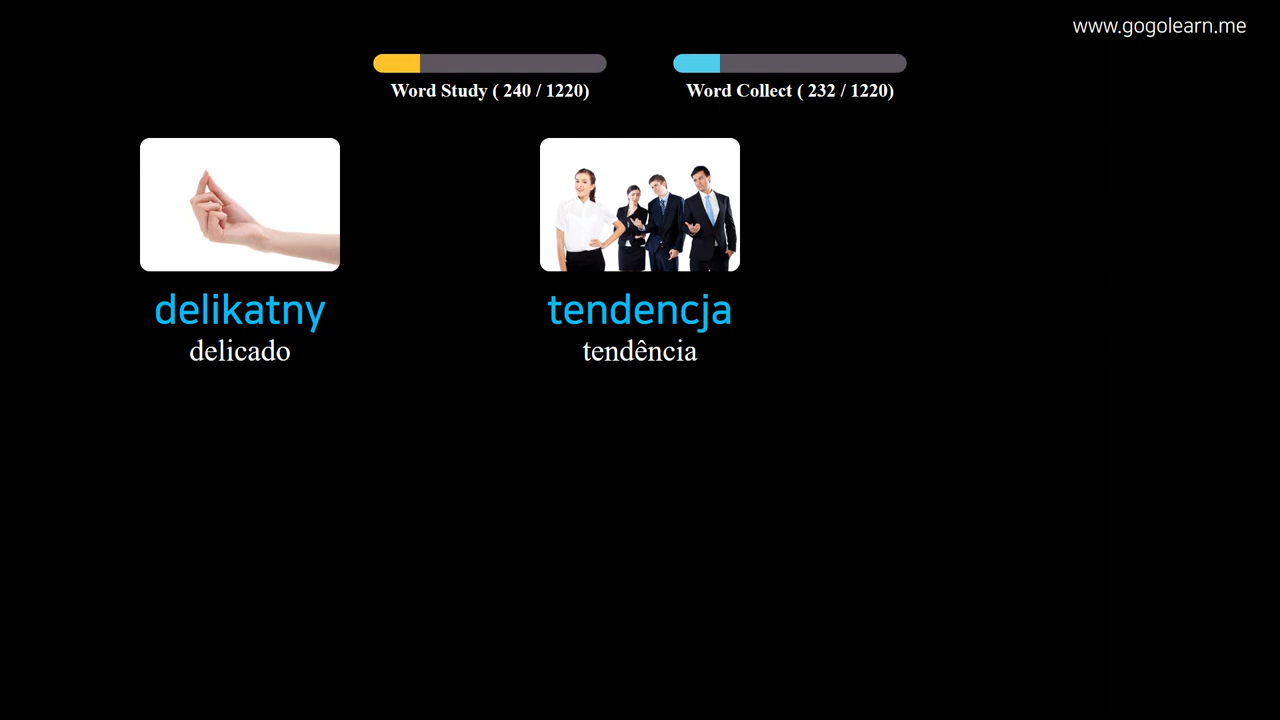 www.gogolearn.me
Word Study ( 240 / 1220)
Word Collect ( 232 / 1220)
delikatny
delicado
tendencja
tendência